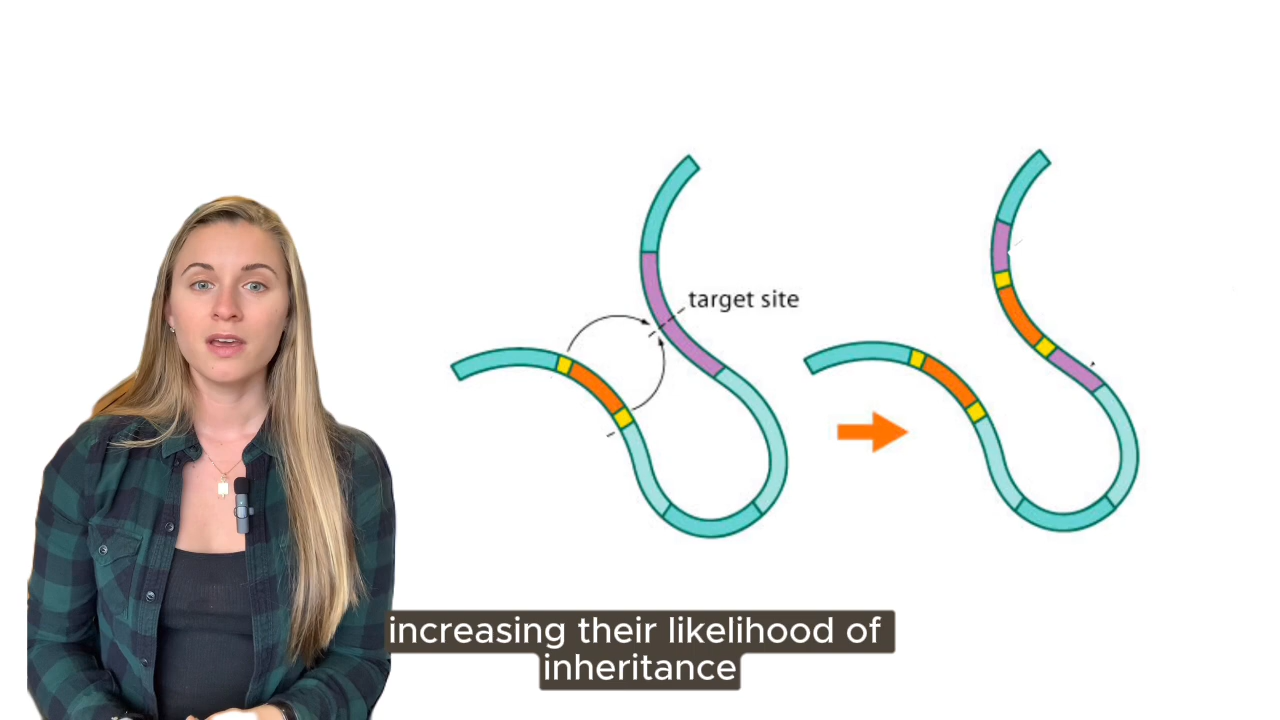 target site
increasing their likelihood of
inheritance